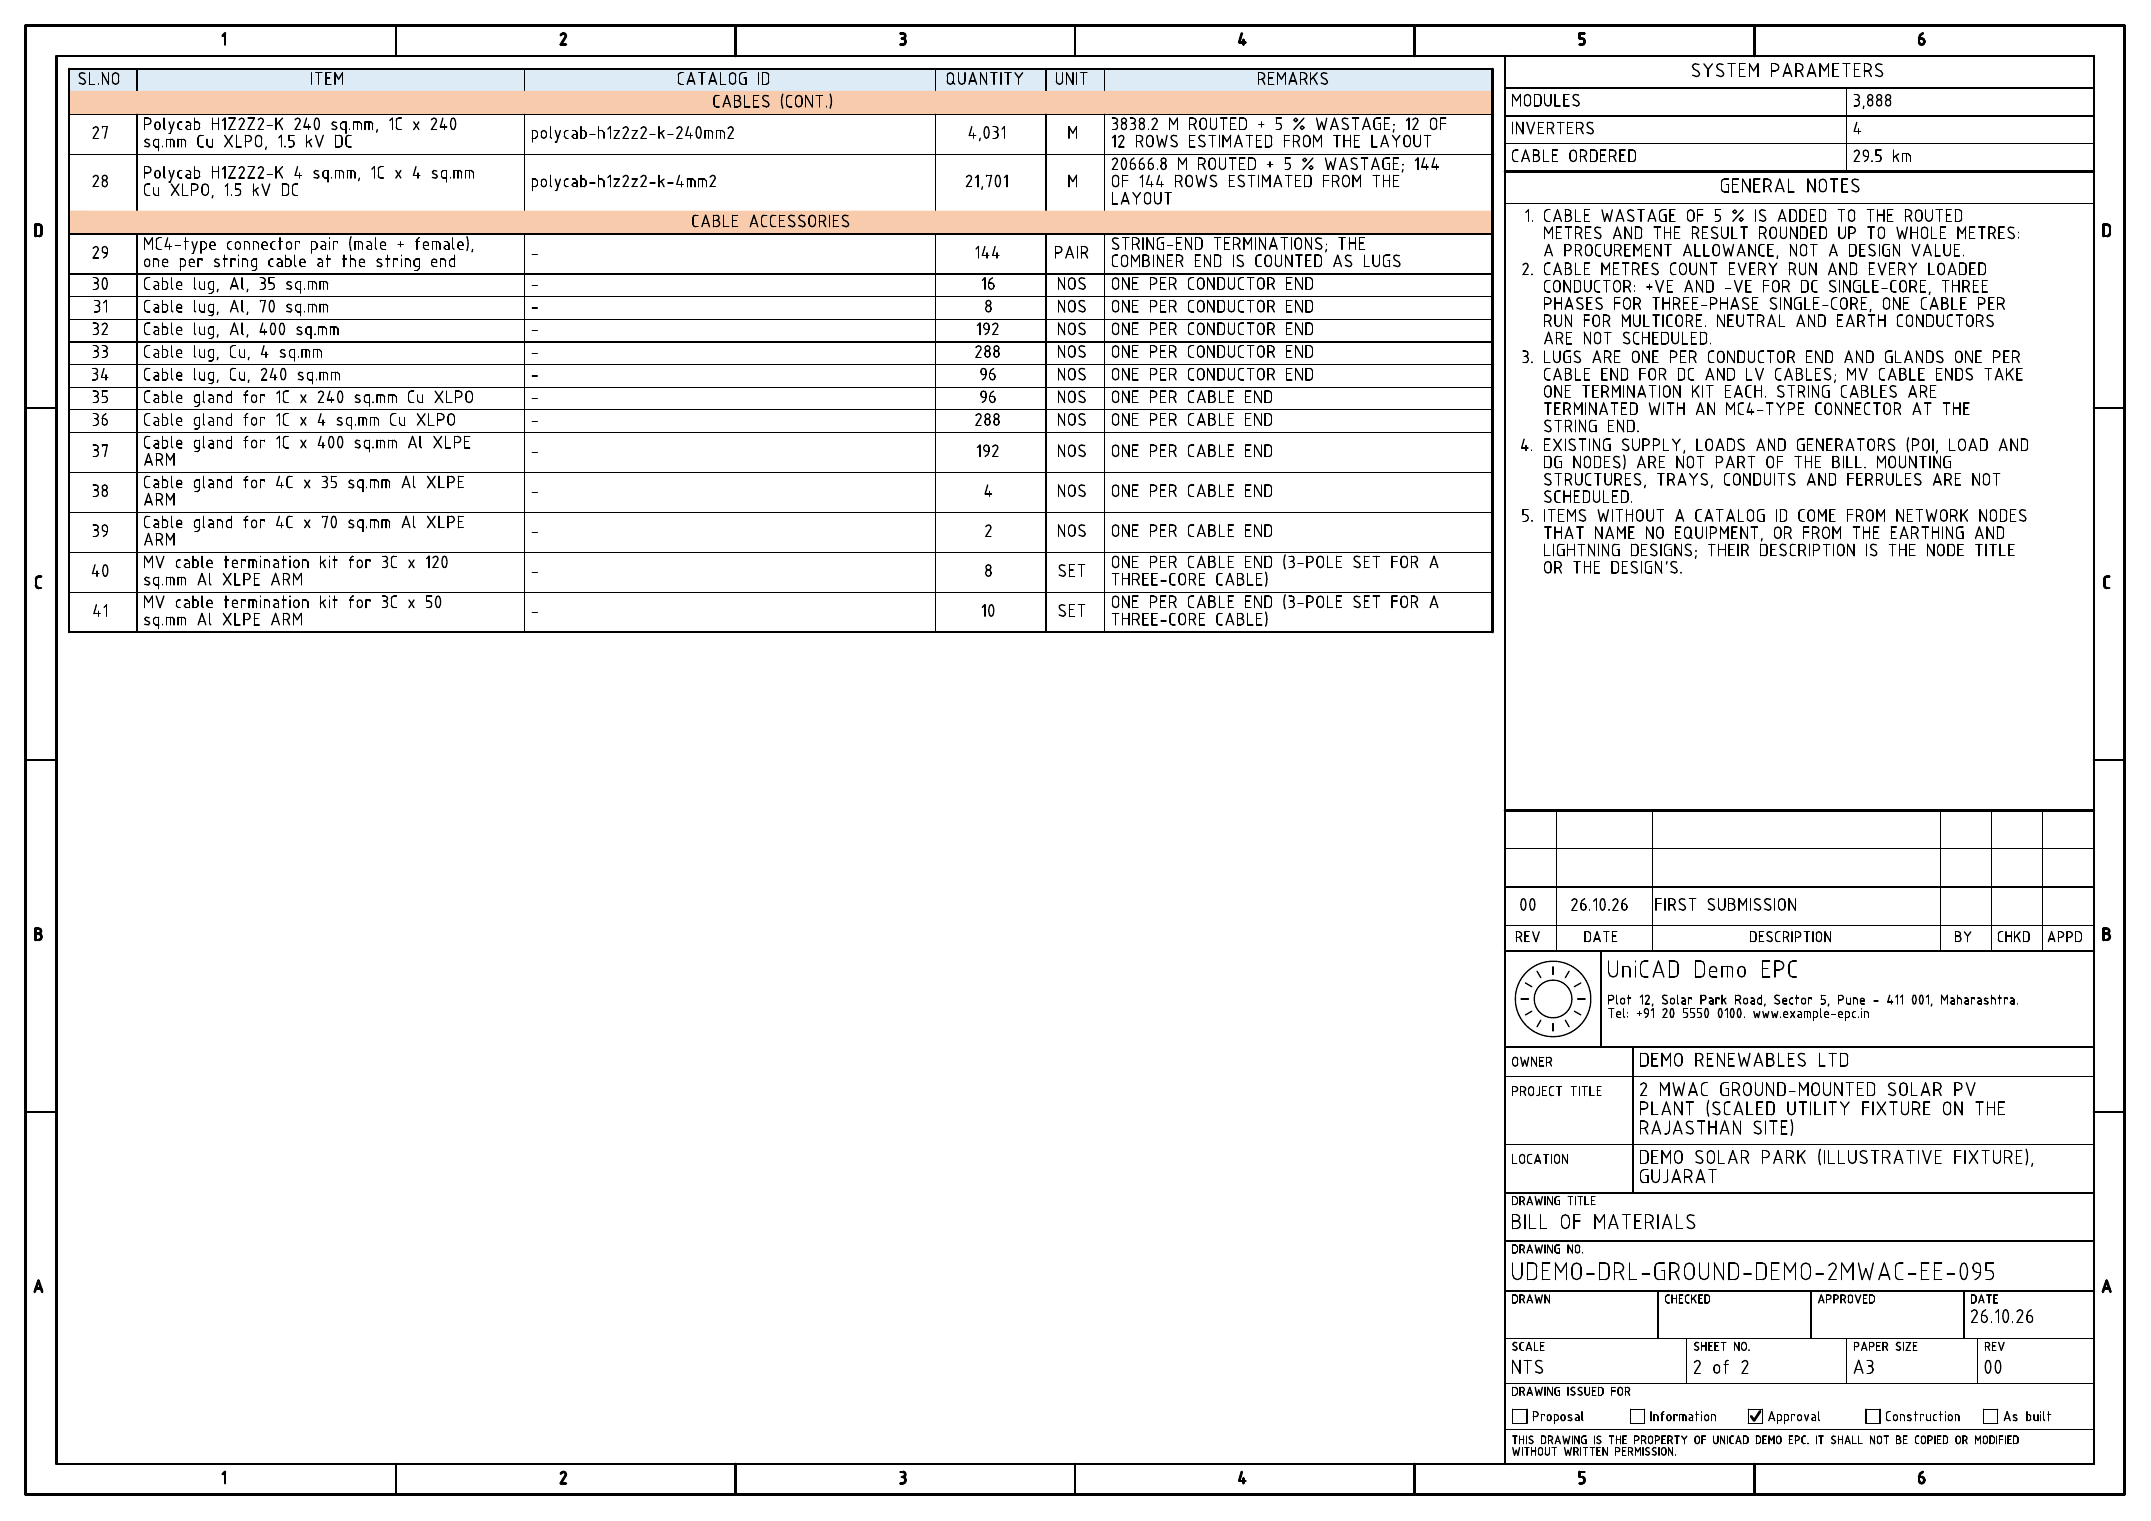 1 2 3 4 5 6
SL.NO ITEM CATALOG ID QUANTITY UNIT REMARKS
CABLES (CONT.)
27 Polycab H1Z2Z2-K 240 sq.mm, 1C x 240 sq.mm Cu XLPO, 1.5 kV DC polycab-h1z2z2-k-240mm2 4,031 M 3838.2 M ROUTED + 5 % WASTAGE; 12 OF 12 ROWS ESTIMATED FROM THE LAYOUT
28 Polycab H1Z2Z2-K 4 sq.mm, 1C x 4 sq.mm Cu XLPO, 1.5 kV DC polycab-h1z2z2-k-4mm2 21,701 M 20666.8 M ROUTED + 5 % WASTAGE; 144 OF 144 ROWS ESTIMATED FROM THE LAYOUT
CABLE ACCESSORIES
29 MC4-type connector pair (male + female), one per string cable at the string end - 144 PAIR STRING-END TERMINATIONS; THE COMBINER END IS COUNTED AS LUGS
30 Cable lug, Al, 35 sq.mm - 16 NOS ONE PER CONDUCTOR END
31 Cable lug, Al, 70 sq.mm - 8 NOS ONE PER CONDUCTOR END
32 Cable lug, Al, 400 sq.mm - 192 NOS ONE PER CONDUCTOR END
33 Cable lug, Cu, 4 sq.mm - 288 NOS ONE PER CONDUCTOR END
34 Cable lug, Cu, 240 sq.mm - 96 NOS ONE PER CONDUCTOR END
35 Cable gland for 1C x 240 sq.mm Cu XLPO - 96 NOS ONE PER CABLE END
36 Cable gland for 1C x 4 sq.mm Cu XLPO - 288 NOS ONE PER CABLE END
37 Cable gland for 1C x 400 sq.mm Al XLPE ARM - 192 NOS ONE PER CABLE END
38 Cable gland for 4C x 35 sq.mm Al XLPE ARM - 4 NOS ONE PER CABLE END
39 Cable gland for 4C x 70 sq.mm Al XLPE ARM - 2 NOS ONE PER CABLE END
40 MV cable termination kit for 3C x 120 sq.mm Al XLPE ARM - 8 SET ONE PER CABLE END (3-POLE SET FOR A THREE-CORE CABLE)
41 MV cable termination kit for 3C x 50 sq.mm Al XLPE ARM - 10 SET ONE PER CABLE END (3-POLE SET FOR A THREE-CORE CABLE)
SYSTEM PARAMETERS
MODULES 3,888
INVERTERS 4
CABLE ORDERED 29.5 km
GENERAL NOTES
1. CABLE WASTAGE OF 5 % IS ADDED TO THE ROUTED
METRES AND THE RESULT ROUNDED UP TO WHOLE METRES:
A PROCUREMENT ALLOWANCE, NOT A DESIGN VALUE.
2. CABLE METRES COUNT EVERY RUN AND EVERY LOADED
CONDUCTOR: +VE AND -VE FOR DC SINGLE-CORE, THREE
PHASES FOR THREE-PHASE SINGLE-CORE, ONE CABLE PER
RUN FOR MULTICORE. NEUTRAL AND EARTH CONDUCTORS
ARE NOT SCHEDULED.
3. LUGS ARE ONE PER CONDUCTOR END AND GLANDS ONE PER
CABLE END FOR DC AND LV CABLES; MV CABLE ENDS TAKE
ONE TERMINATION KIT EACH. STRING CABLES ARE
TERMINATED WITH AN MC4-TYPE CONNECTOR AT THE
STRING END.
4. EXISTING SUPPLY, LOADS AND GENERATORS (POI, LOAD AND
DG NODES) ARE NOT PART OF THE BILL. MOUNTING
STRUCTURES, TRAYS, CONDUITS AND FERRULES ARE NOT
SCHEDULED.
5. ITEMS WITHOUT A CATALOG ID COME FROM NETWORK NODES
THAT NAME NO EQUIPMENT, OR FROM THE EARTHING AND
LIGHTNING DESIGNS; THEIR DESCRIPTION IS THE NODE TITLE
OR THE DESIGN'S.
00 26.10.26 FIRST SUBMISSION
REV DATE DESCRIPTION BY CHKD APPD
UniCAD Demo EPC
Plot 12, Solar Park Road, Sector 5, Pune - 411 001, Maharashtra.
Tel: +91 20 5550 0100. www.example-epc.in
OWNER DEMO RENEWABLES LTD
PROJECT TITLE 2 MWAC GROUND-MOUNTED SOLAR PV
PLANT (SCALED UTILITY FIXTURE ON THE
RAJASTHAN SITE)
LOCATION DEMO SOLAR PARK (ILLUSTRATIVE FIXTURE),
GUJARAT
DRAWING TITLE
BILL OF MATERIALS
DRAWING NO.
UDEMO-DRL-GROUND-DEMO-2MWAC-EE-095
DRAWN CHECKED APPROVED DATE
26.10.26
SCALE SHEET NO. PAPER SIZE REV
NTS 2 of 2 A3 00
DRAWING ISSUED FOR
Proposal Information Approval Construction As built
THIS DRAWING IS THE PROPERTY OF UNICAD DEMO EPC. IT SHALL NOT BE COPIED OR MODIFIED
WITHOUT WRITTEN PERMISSION.
D D
C C
B B
A A
1 2 3 4 5 6